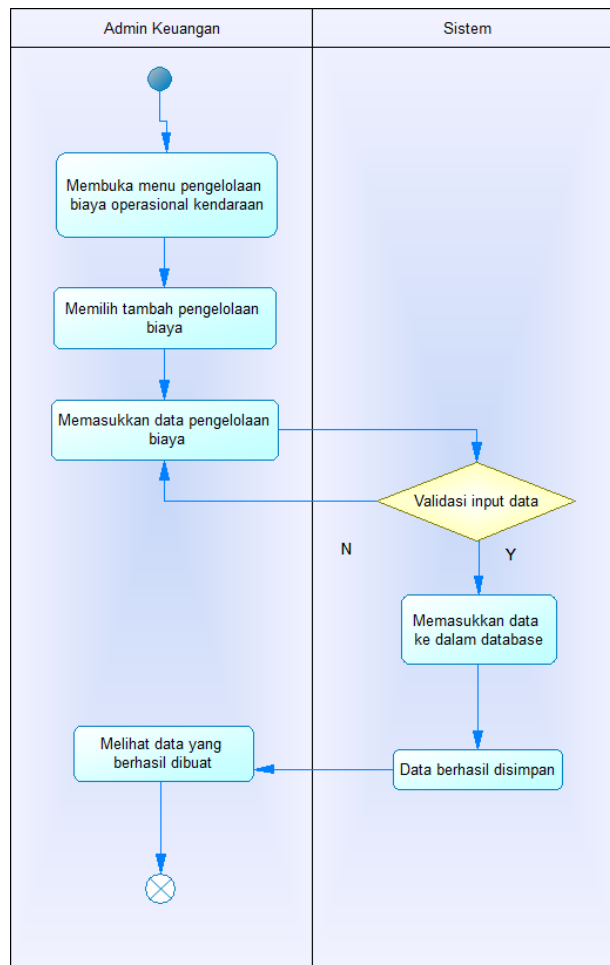 Admin Keuangan
Sistem
Membuka menu pengelolaan
biaya operasional kendaraan
Memilih tambah pengelolaan
biaya
Memasukkan data pengelolaan
biaya
Validasi input data
N
Y
Memasukkan data
ke dalam database
Melihat data yang
berhasil dibuat
Data berhasil disimpan